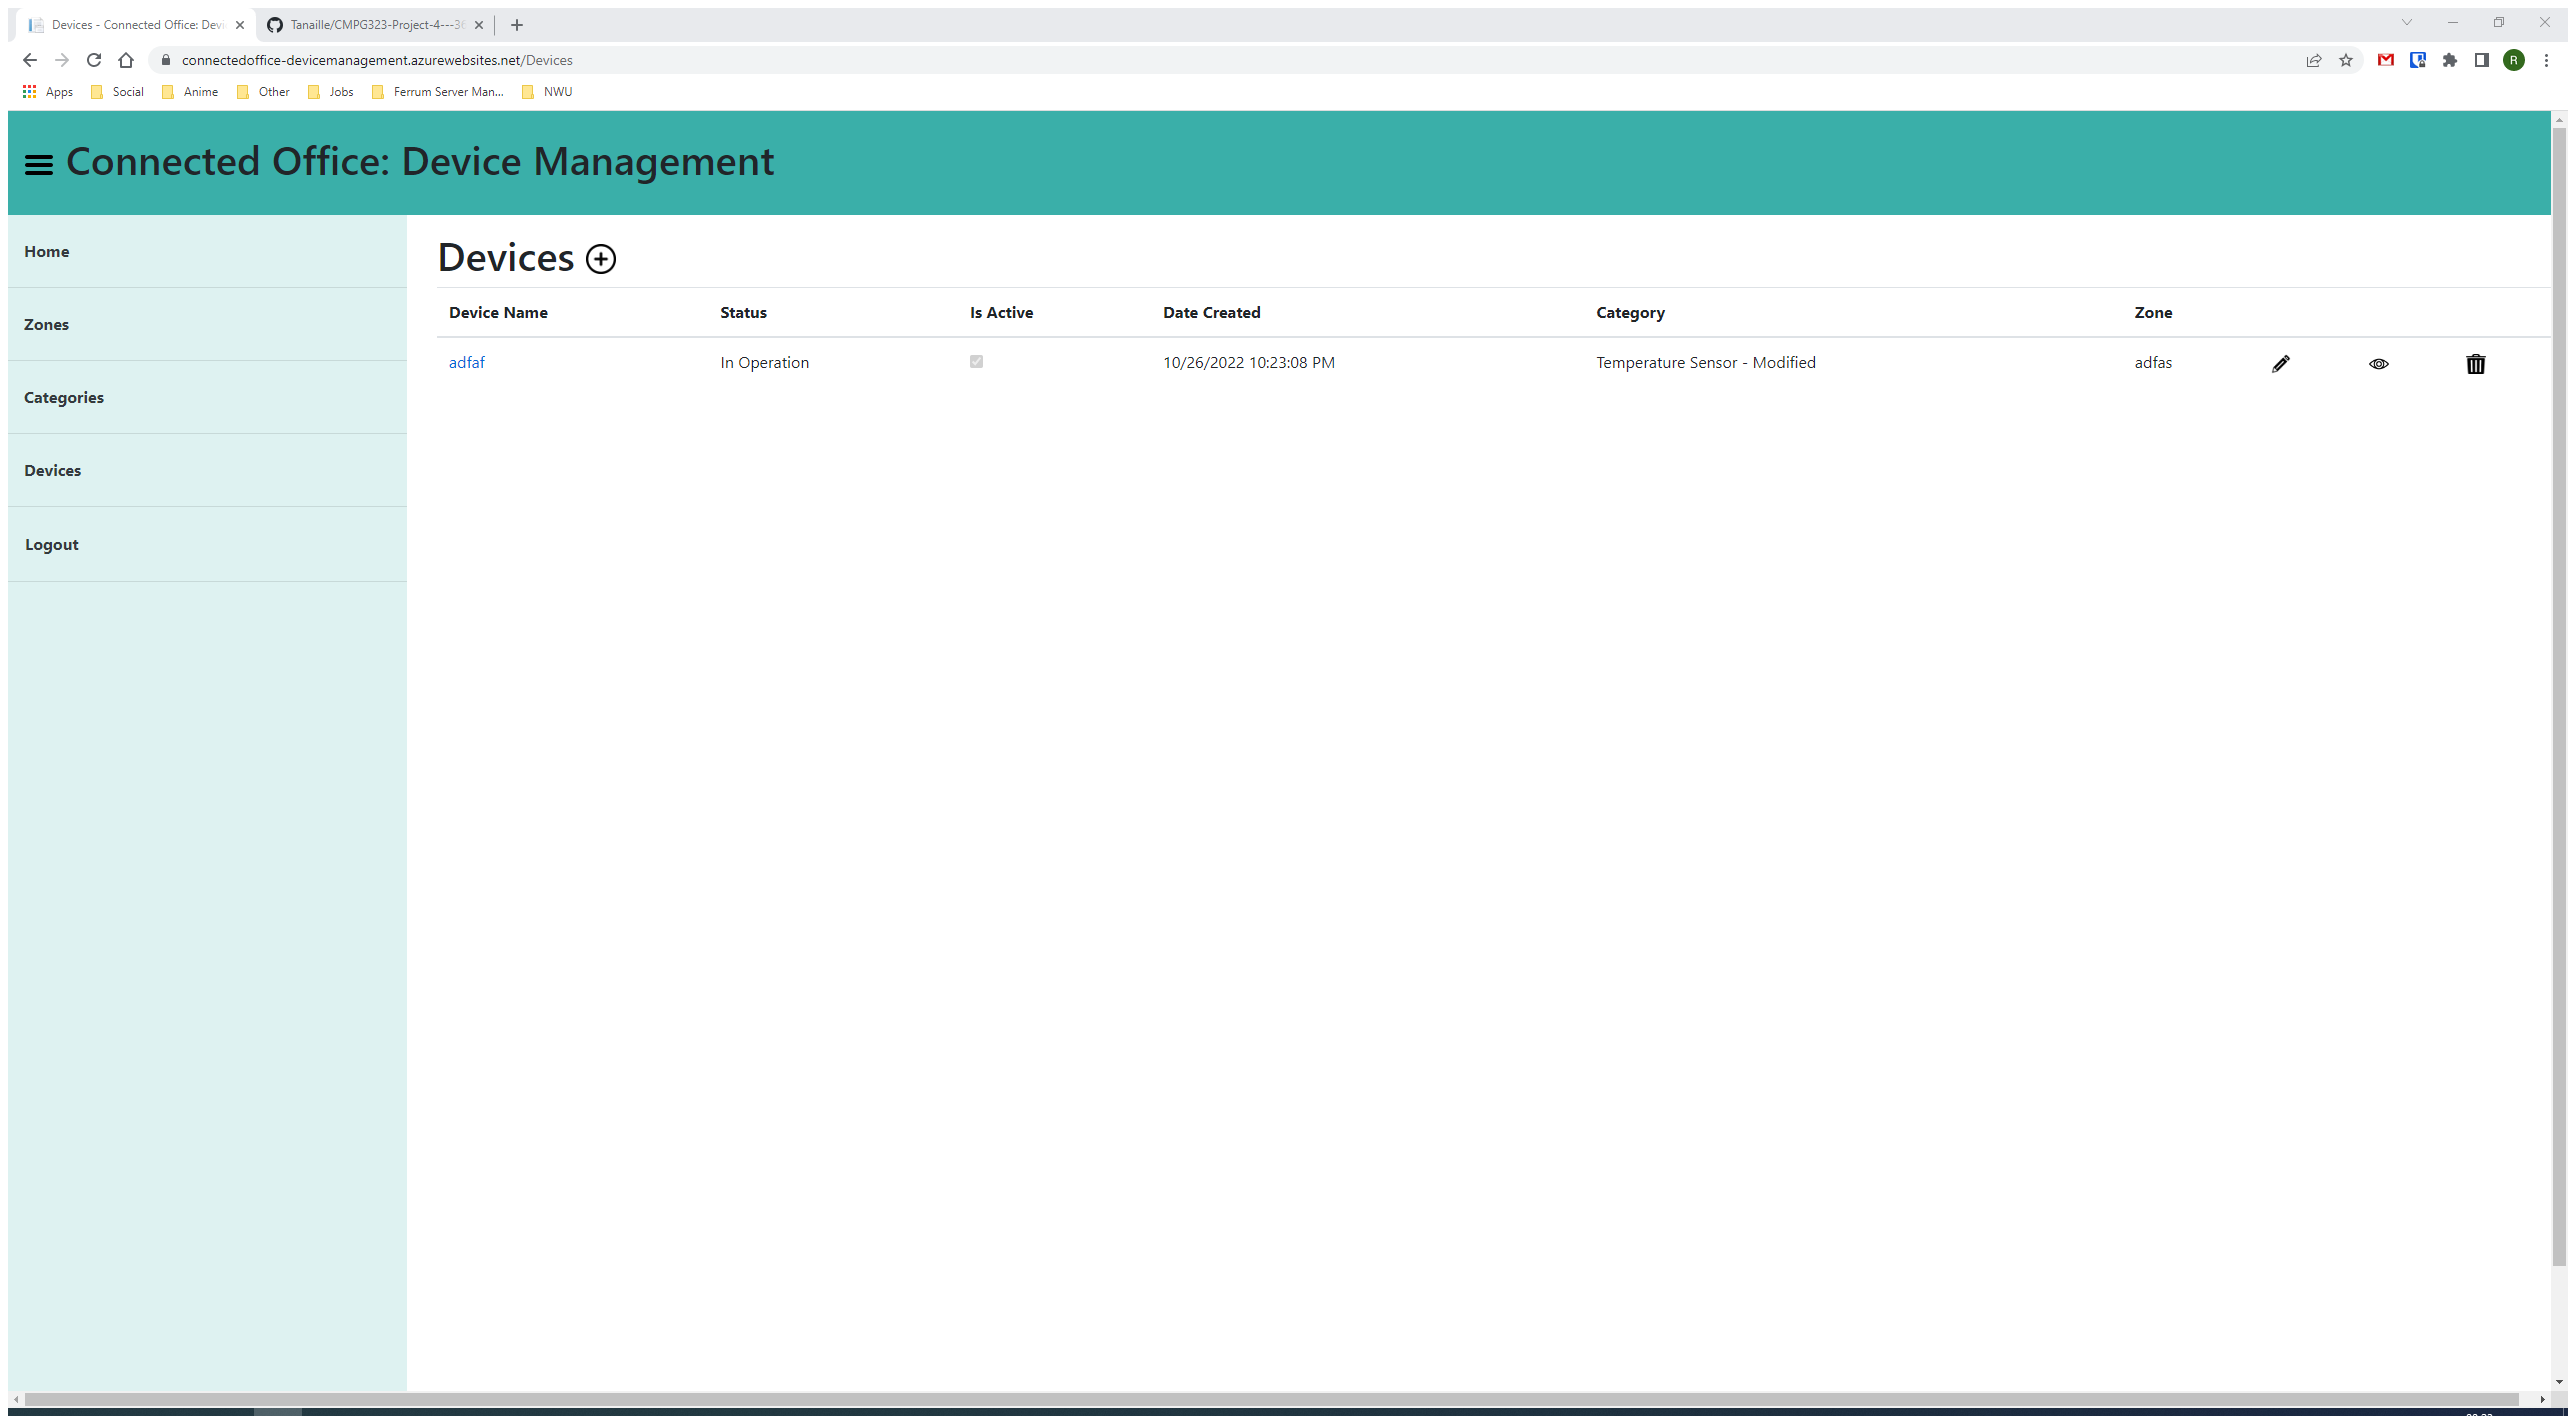 Devices - Connected Office: Devi
Tanaille/CMPG323-Project-4---36
connectedoffice-devicemanagement.azurewebsites.net/Devices
R
Apps Social Anime Other Jobs Ferrum Server Man... NWU
Connected Office: Device Management
Home
Zones
Categories
Devices
Logout
Devices
Device Name Status Is Active Date Created Category Zone
adfaf In Operation 10/26/2022 10:23:08 PM Temperature Sensor - Modified adfas